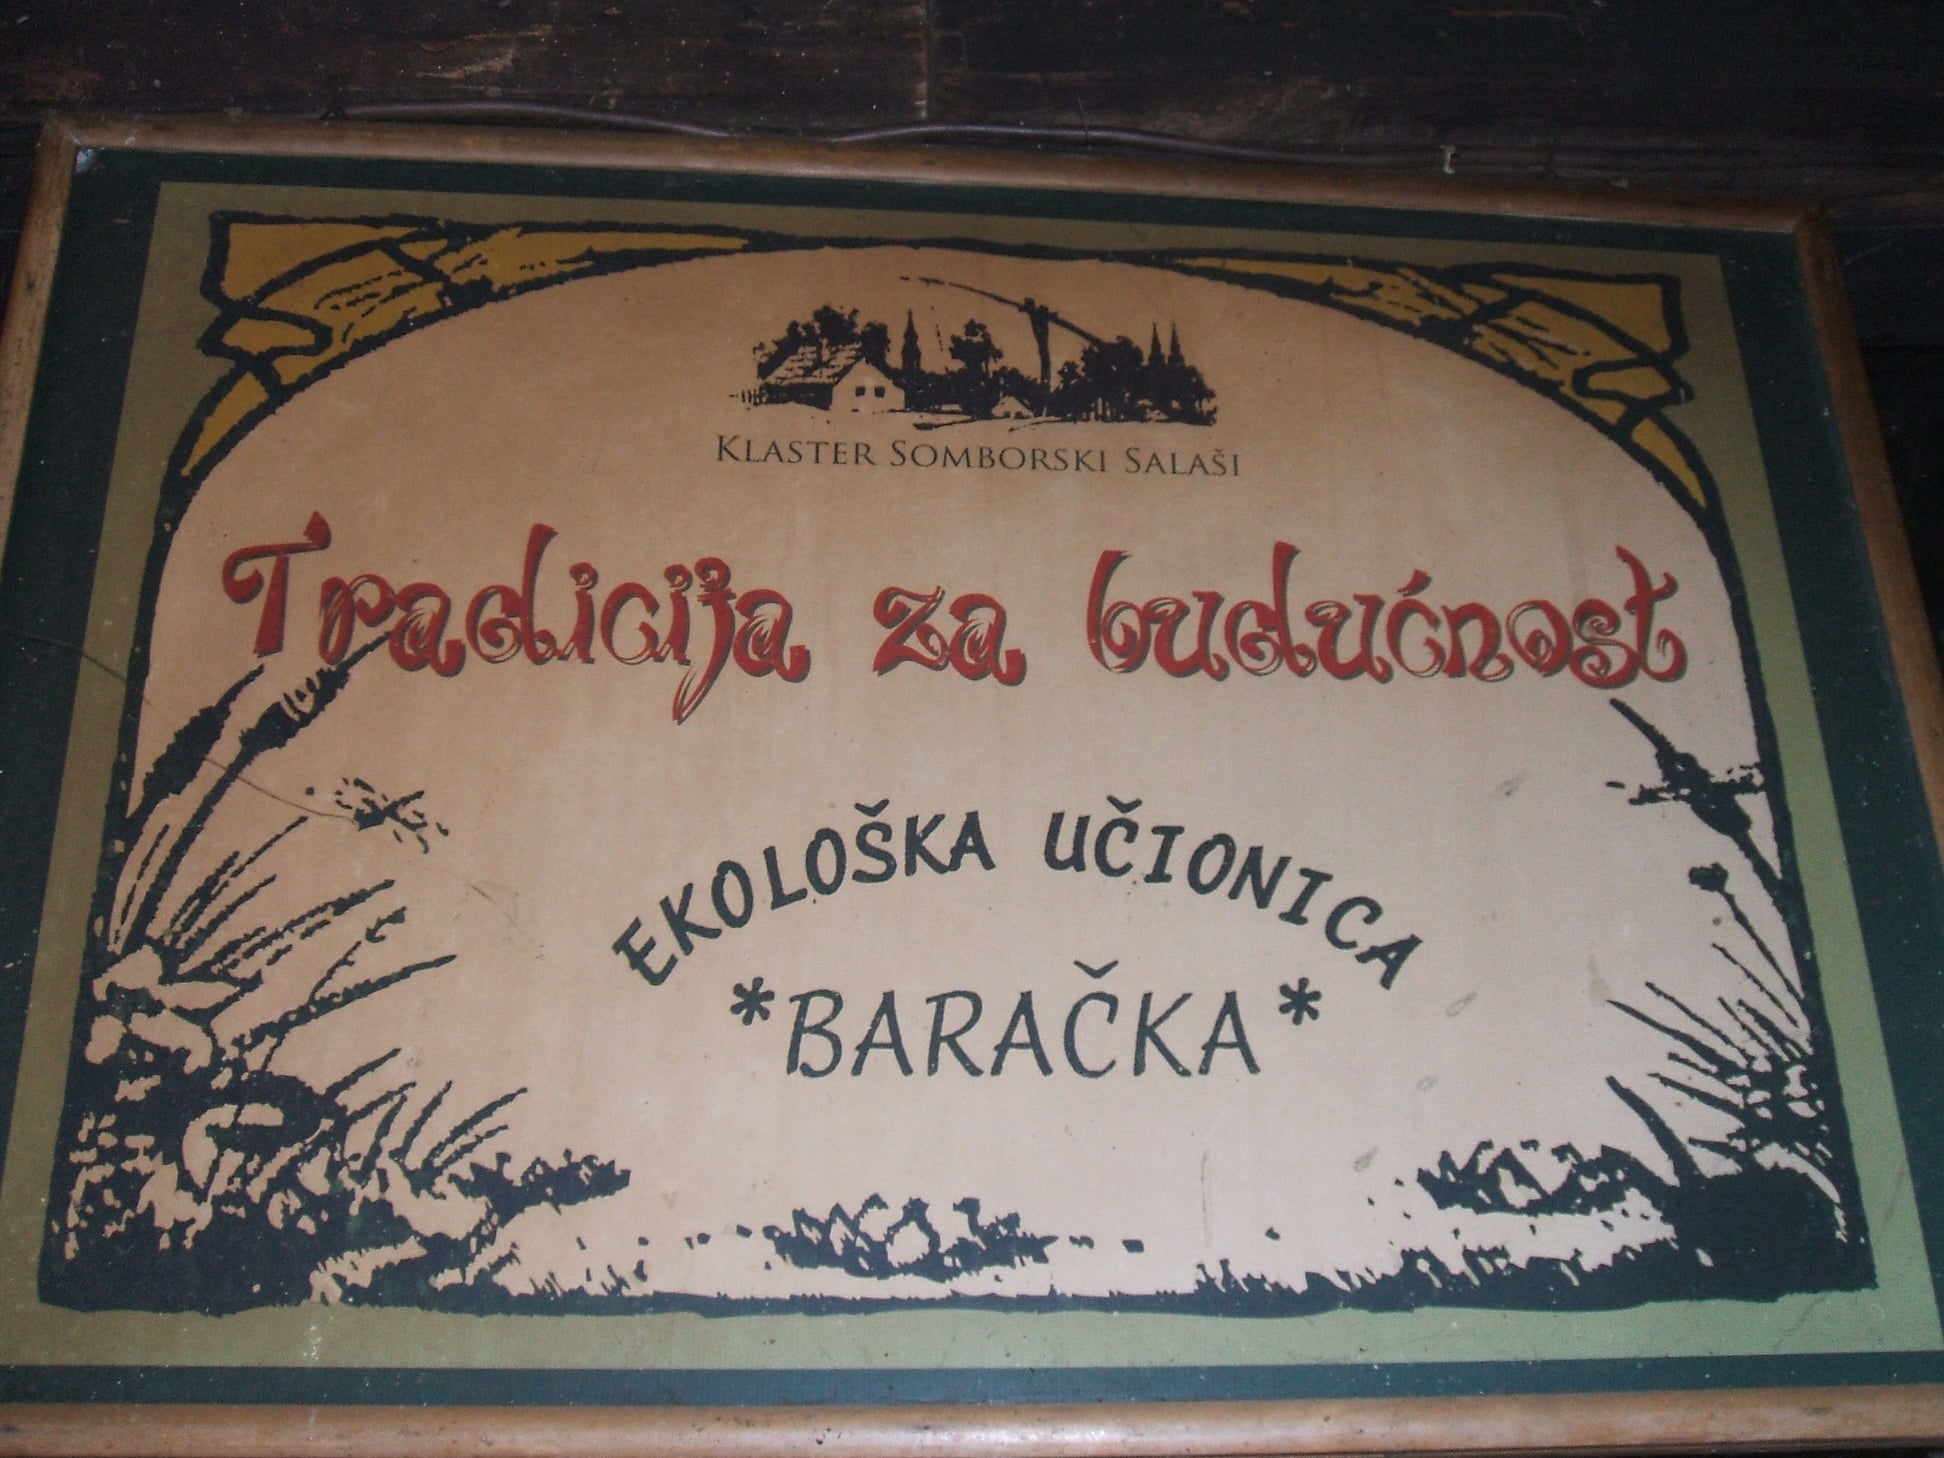 KLASTER SOMBORSKI SALAŠI
Tradicija za budućnost
EKOLOŠKA UČIONICA
*BARAČKA*